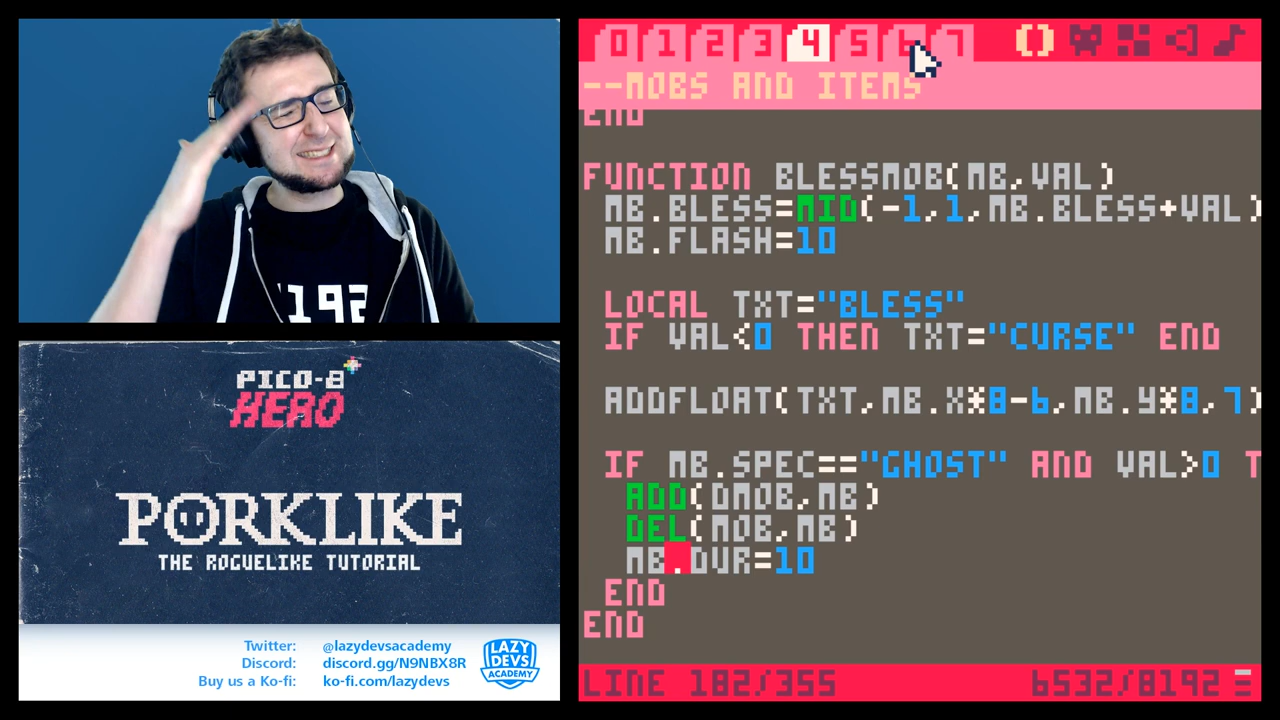 192
PICO-8
HERO
PORKLIKE
THE ROGUELIKE TUTORIAL
Twitter: @lazydevsacademy
Discord: discord.gg/N9NBX8R
Buy us a Ko-fi: ko-fi.com/lazydevs
LAZY
DEVS
ACADEMY
0 1 2 3 4 5 6 7 ()
--MOBS AND ITEMS
END
FUNCTION BLESSMOB(MB,VAL)
MB.BLESS=MID(-1,1,MB.BLESS+VAL)
MB.FLASH=10
LOCAL TXT="BLESS"
IF VAL<0 THEN TXT="CURSE" END
ADDFLOAT(TXT,MB.X*8-6,MB.Y*8,7)
IF MB.SPEC=="GHOST" AND VAL>0 T
ADD(DMOB,MB)
DEL(MOB,MB)
MB.DUR=10
END
END
LINE 182/355 6532/8192